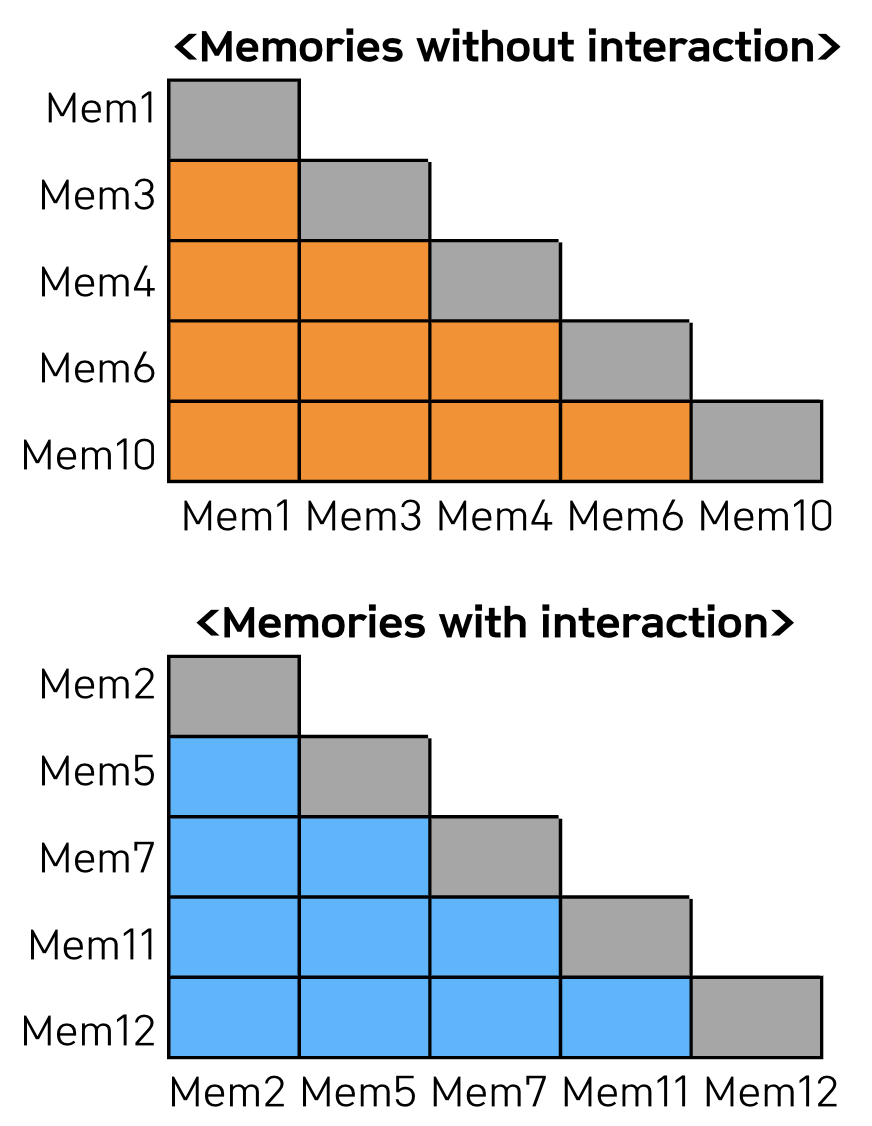 <Memories without interaction>
Mem1
Mem3
Mem4
Mem6
Mem10
Mem1 Mem3 Mem4 Mem6 Mem10
<Memories with interaction>
Mem2
Mem5
Mem7
Mem11
Mem12
Mem2 Mem5 Mem7 Mem11 Mem12